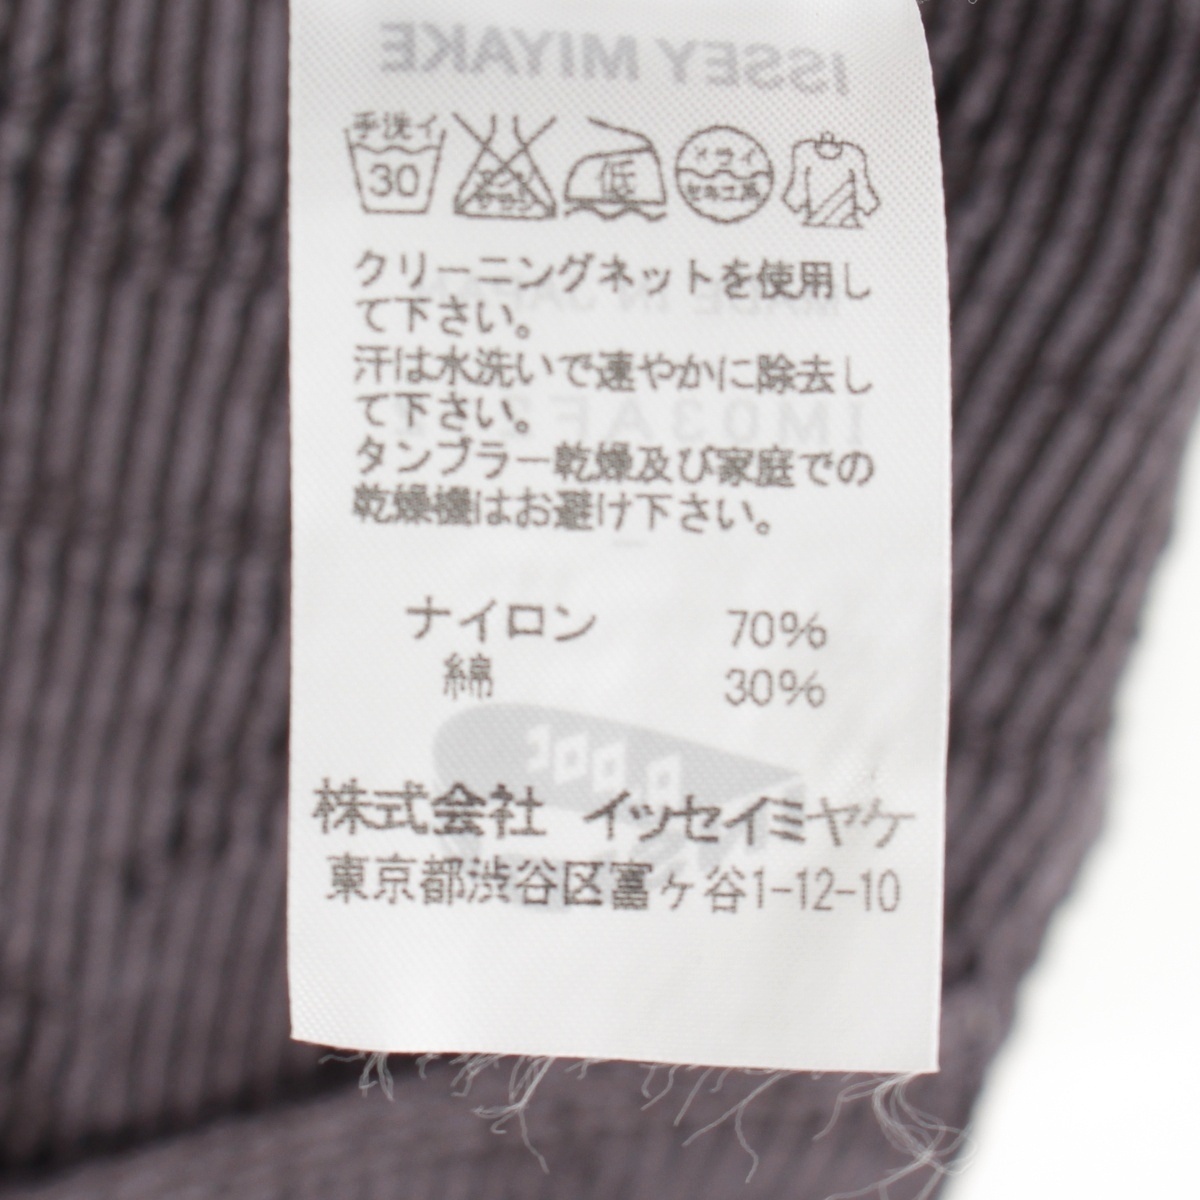 ISSEY MIYAKE
手洗イ
30 低 ドライ
セキユ系
クリーニングネットを使用し
て下さい。
汗は水洗いで速やかに除去し
て下さい。
タンブラー乾燥及び家庭での
乾燥機はお避け下さい。
ナイロン 70%
綿 30%
株式会社 イッセイミヤケ
東京都渋谷区富ヶ谷1-12-10